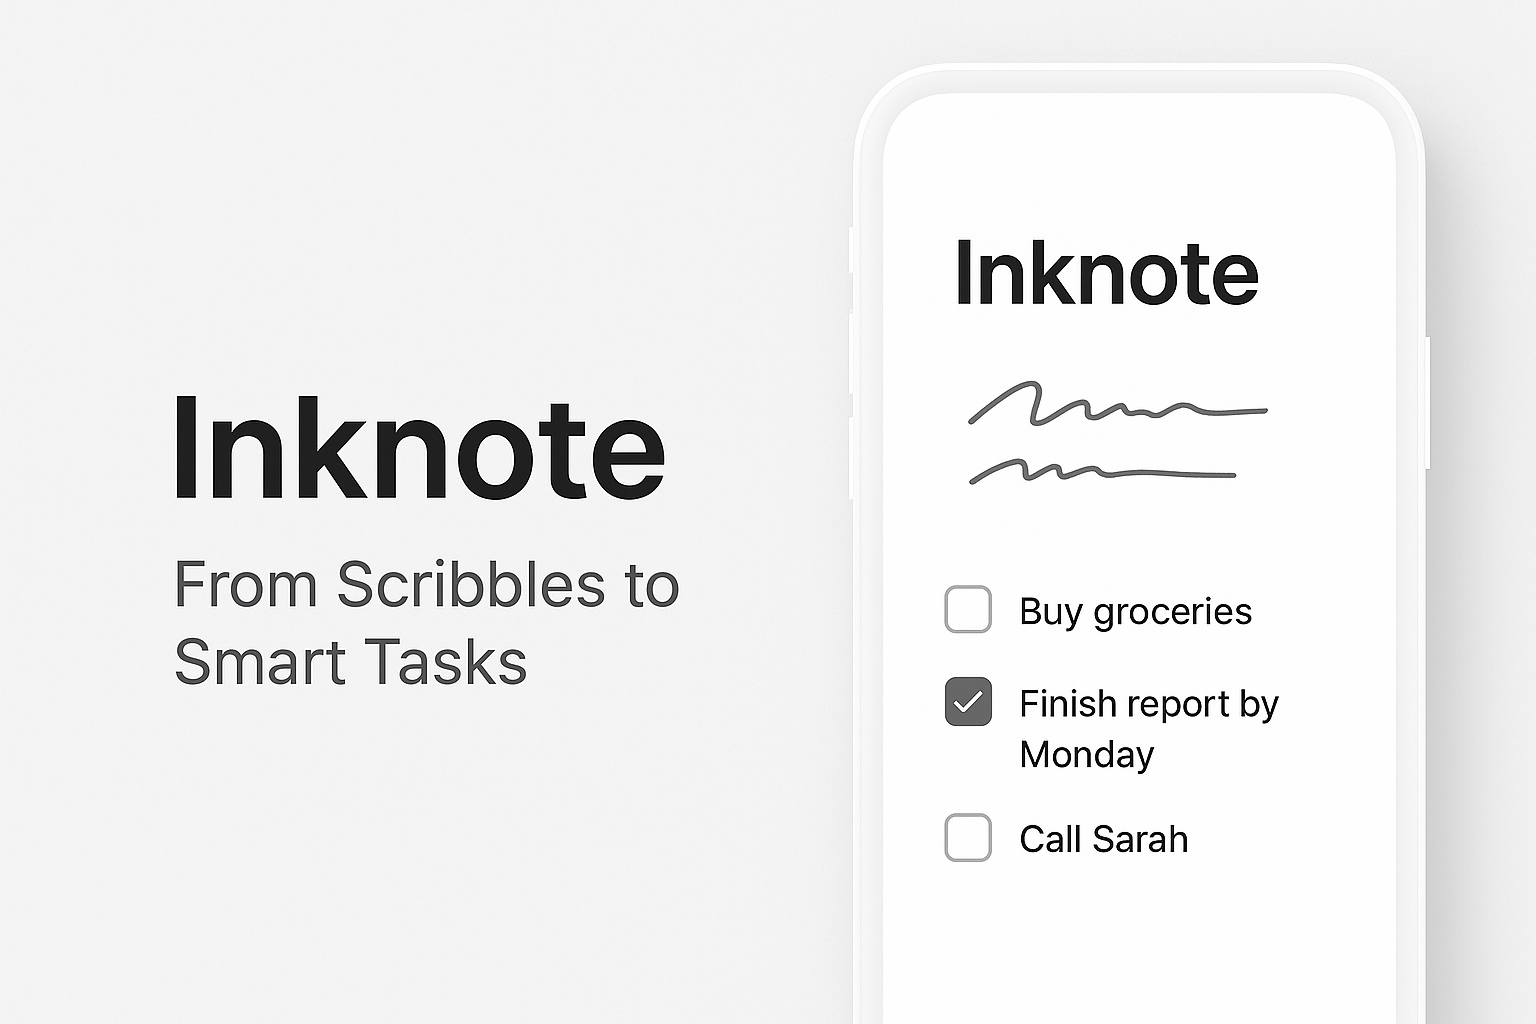 Inknote
From Scribbles to
Smart Tasks
Inknote
Buy groceries
Finish report by
Monday
Call Sarah